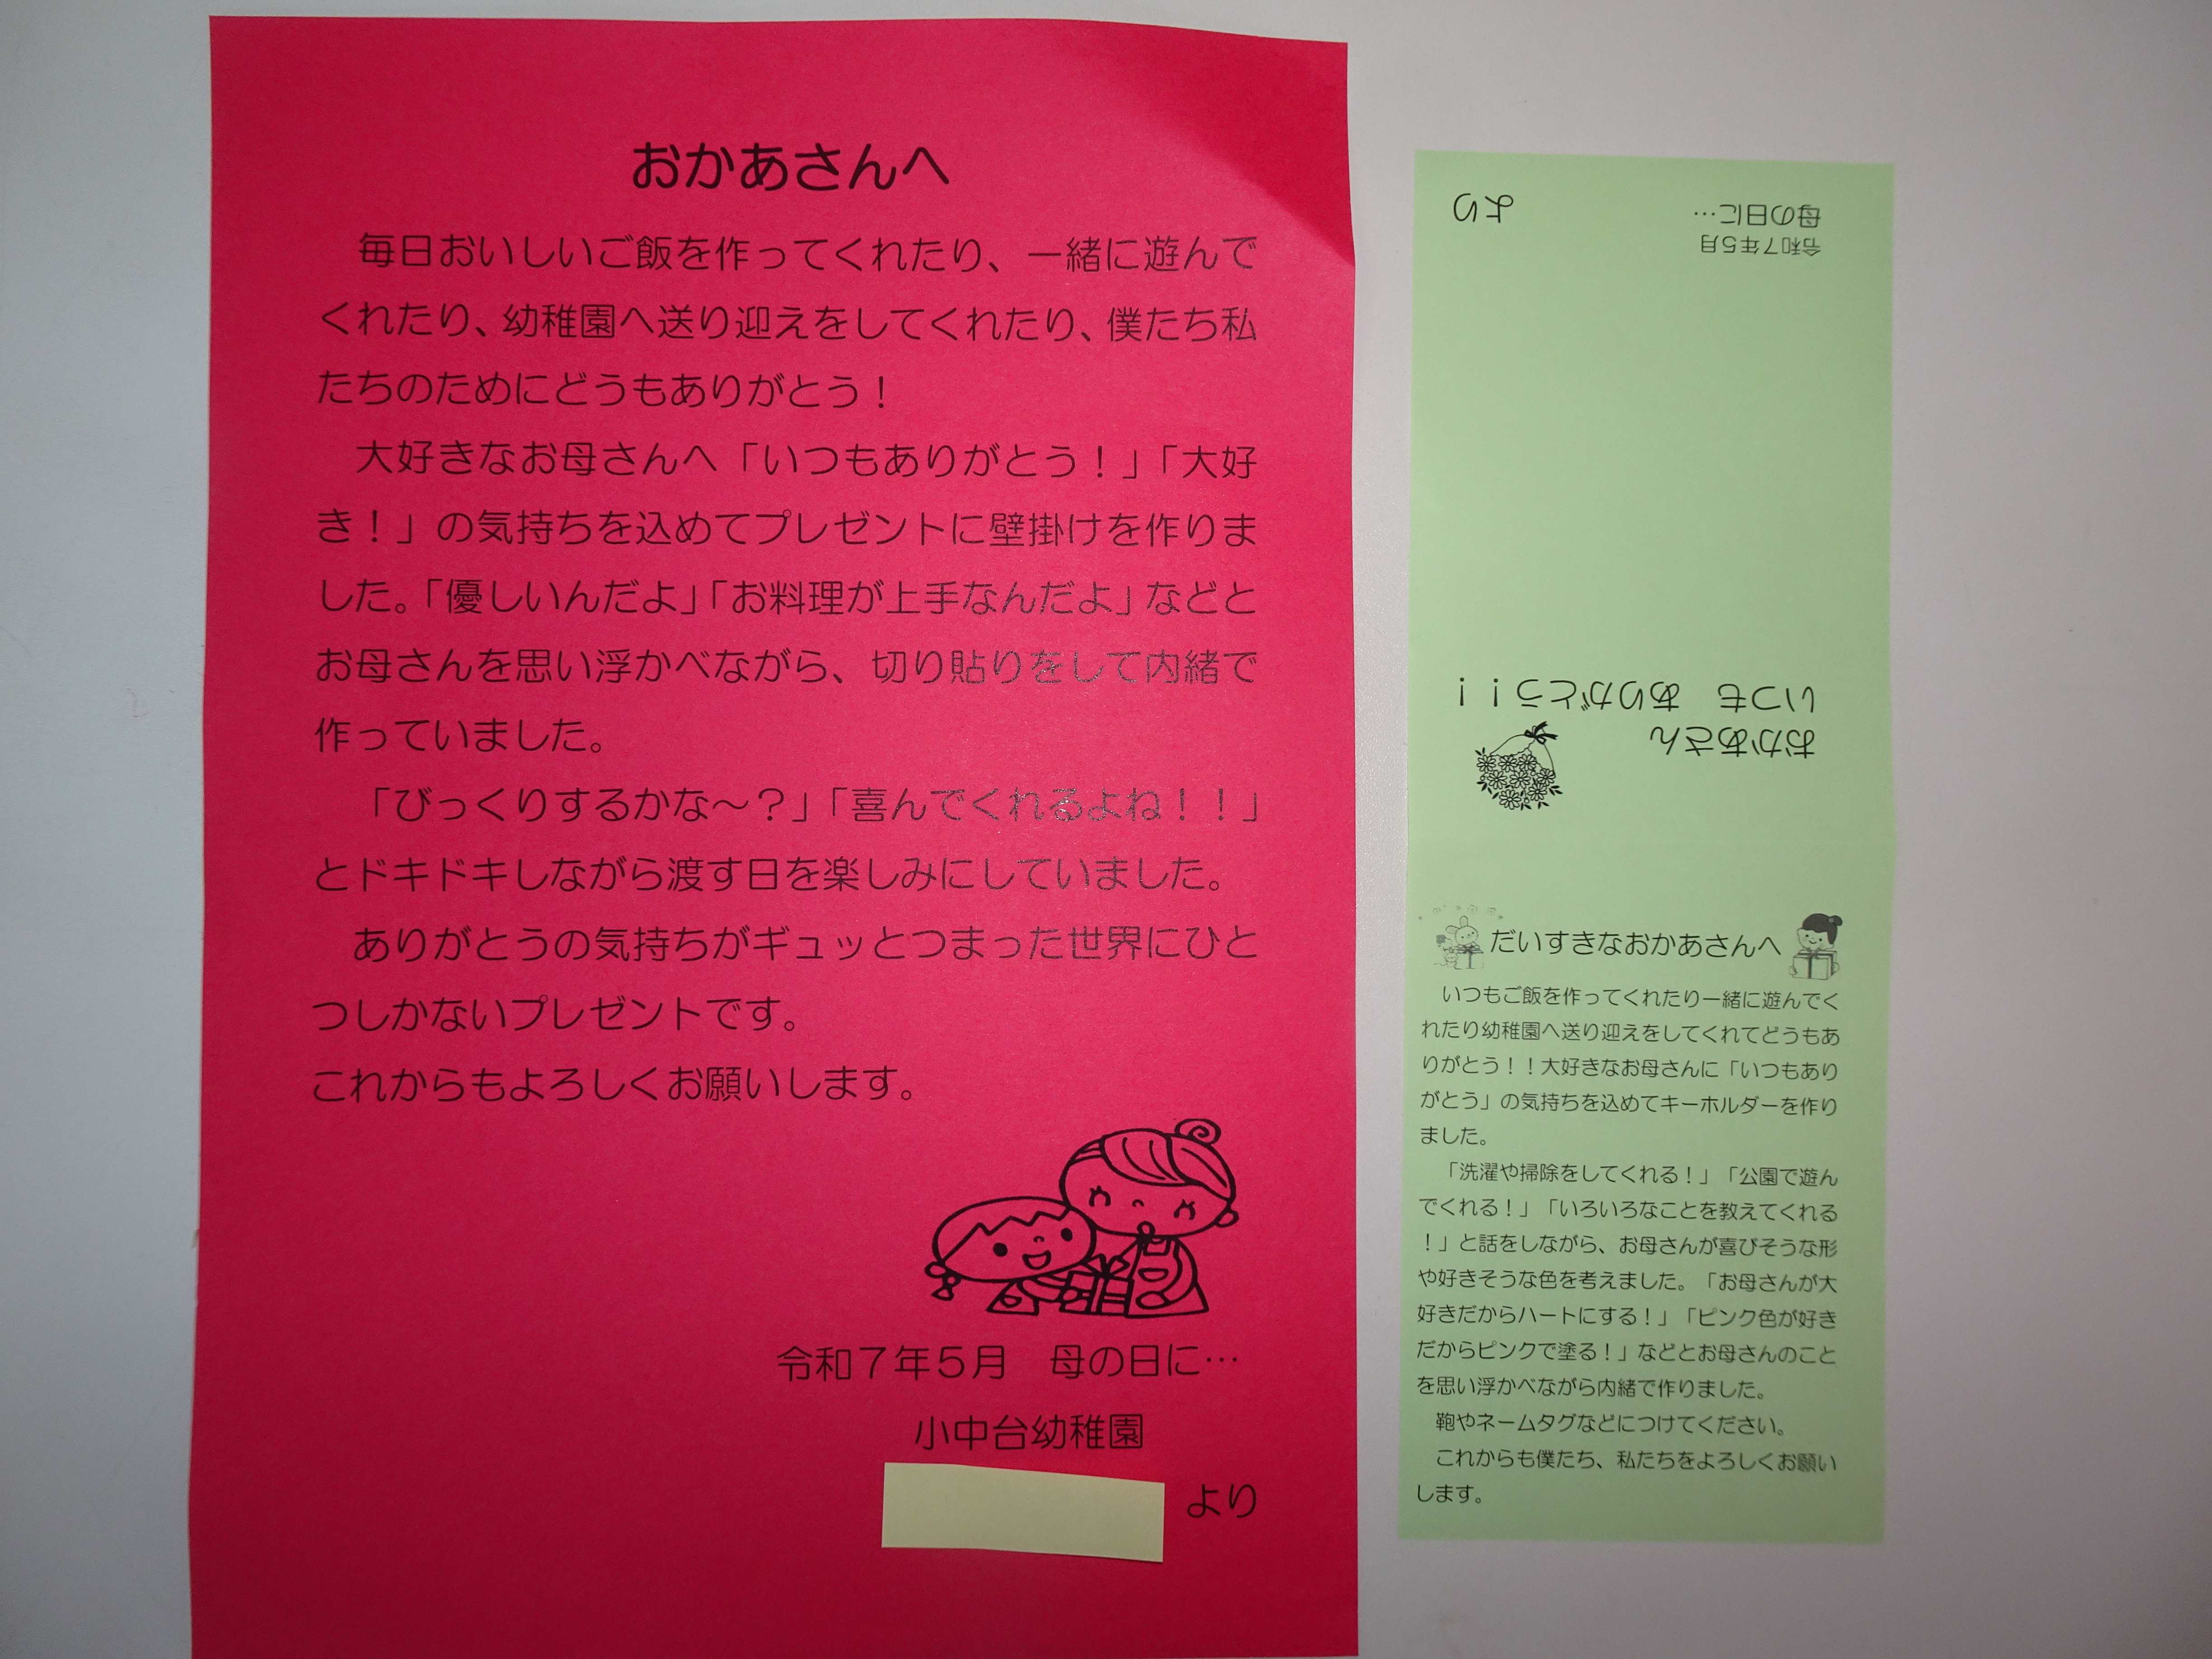 おかあさんへ
　毎日おいしいご飯を作ってくれたり、一緒に遊んで
くれたり、幼稚園へ送り迎えをしてくれたり、僕たち私
たちのためにどうもありがとう！
　大好きなお母さんへ「いつもありがとう！」「大好
き！」の気持ちを込めてプレゼントに壁掛けを作りま
した。「優しいんだよ」「お料理が上手なんだよ」などと
お母さんを思い浮かべながら、切り貼りをして内緒で
作っていました。
　「びっくりするかな～？」「喜んでくれるよね！！」
とドキドキしながら渡す日を楽しみにしていました。
　ありがとうの気持ちがギュッとつまった世界にひと
つしかないプレゼントです。
これからもよろしくお願いします。
令和７年５月　母の日に…
小中台幼稚園
より
おかあさん
いつも　ありがとう！！
令和７年５月
母の日に…
より
だいすきなおかあさんへ
　いつもご飯を作ってくれたり一緒に遊んでく
れたり幼稚園へ送り迎えをしてくれてどうもあ
りがとう！！大好きなお母さんに「いつもあり
がとう」の気持ちを込めてキーホルダーを作り
ました。
　「洗濯や掃除をしてくれる！」「公園で遊ん
でくれる！」「いろいろなことを教えてくれる
！」と話をしながら、お母さんが喜びそうな形
や好きそうな色を考えました。「お母さんが大
好きだからハートにする！」「ピンク色が好き
だからピンクで塗る！」などとお母さんのこと
を思い浮かべながら内緒で作りました。
　鞄やネームタグなどにつけてください。
　これからも僕たち、私たちをよろしくお願い
します。